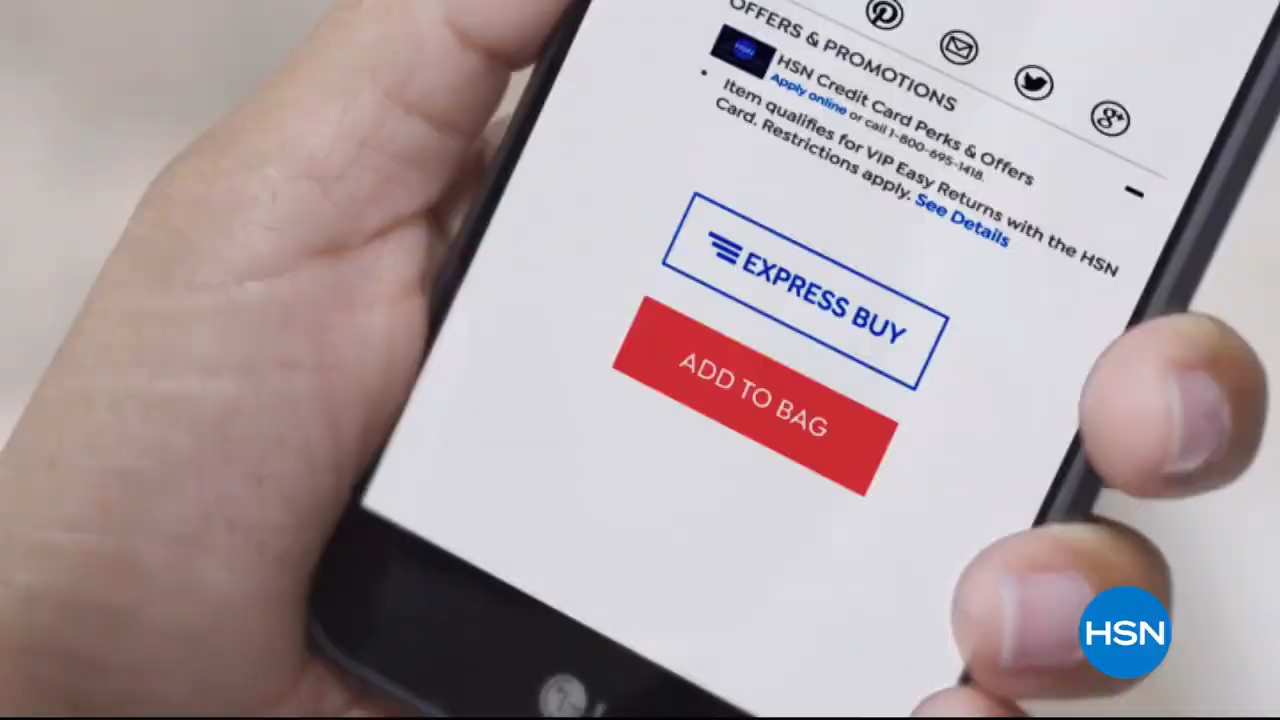 OFFERS & PROMOTIONS
HSN
HSN Credit Card Perks & Offers
Apply online or call 1-800-695-1418.
• Item qualifies for VIP Easy Returns with the HSN
Card. Restrictions apply. See Details
EXPRESS BUY
ADD TO BAG
HSN